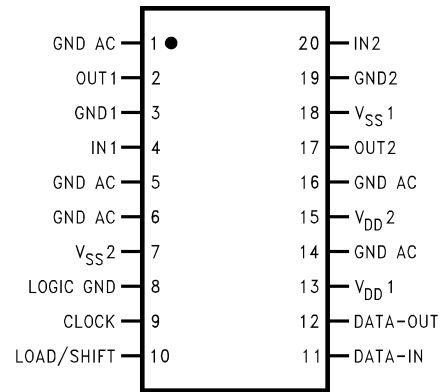 GND AC 1 20 IN2
OUT1 2 19 GND2
GND1 3 18 VSS1
IN1 4 17 OUT2
GND AC 5 16 GND AC
GND AC 6 15 VDD2
VSS2 7 14 GND AC
LOGIC GND 8 13 VDD1
CLOCK 9 12 DATA-OUT
LOAD/SHIFT 10 11 DATA-IN